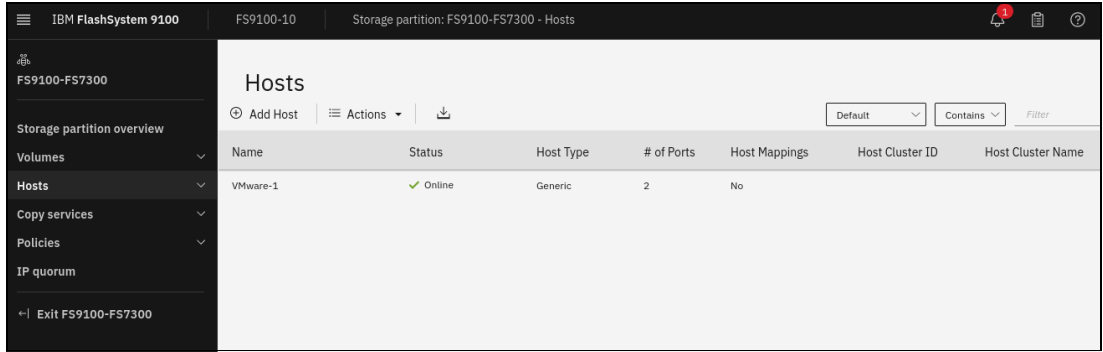 IBM FlashSystem 9100 FS9100-10 Storage partition: FS9100-FS7300 - Hosts 1
FS9100-FS7300
Storage partition overview
Volumes
Hosts
Copy services
Policies
IP quorum
Exit FS9100-FS7300
Hosts
Add Host Actions Default Contains Filter
Name Status Host Type # of Ports Host Mappings Host Cluster ID Host Cluster Name
VMware-1 Online Generic 2 No